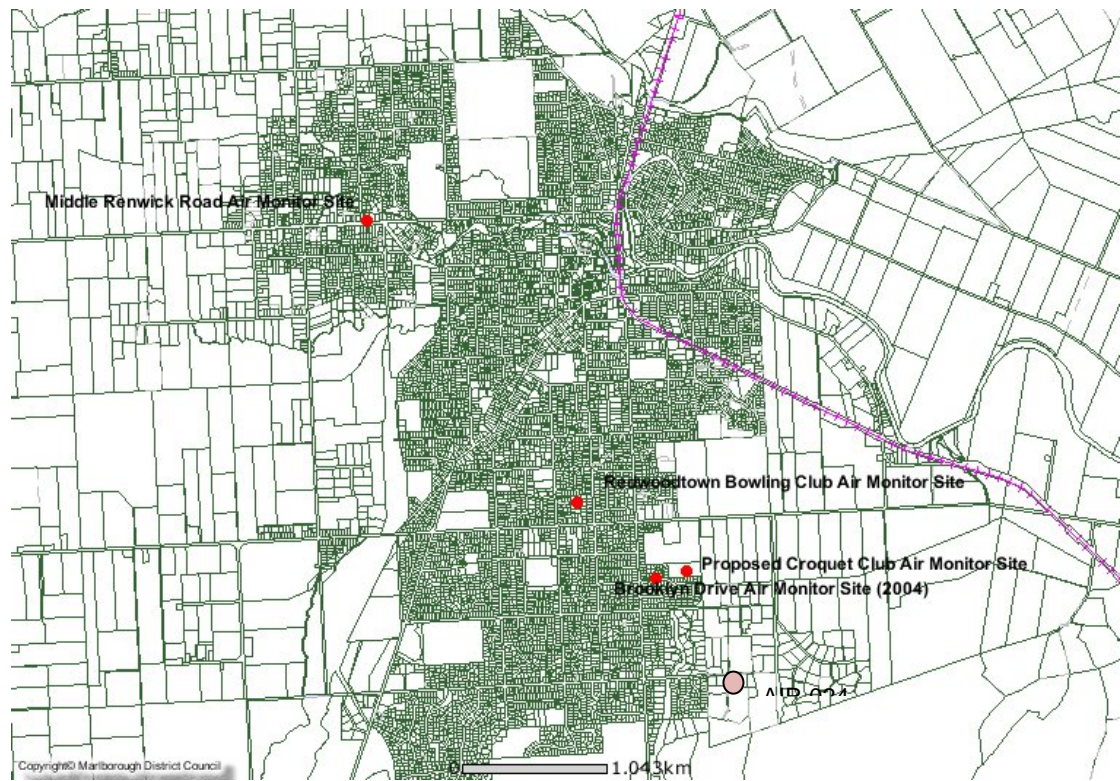 Middle Renwick Road Air Monitor Site
Redwoodtown Bowling Club Air Monitor Site
Proposed Croquet Club Air Monitor Site
Brooklyn Drive Air Monitor Site (2004)
Copyright© Marlborough District Council
0 1.043km